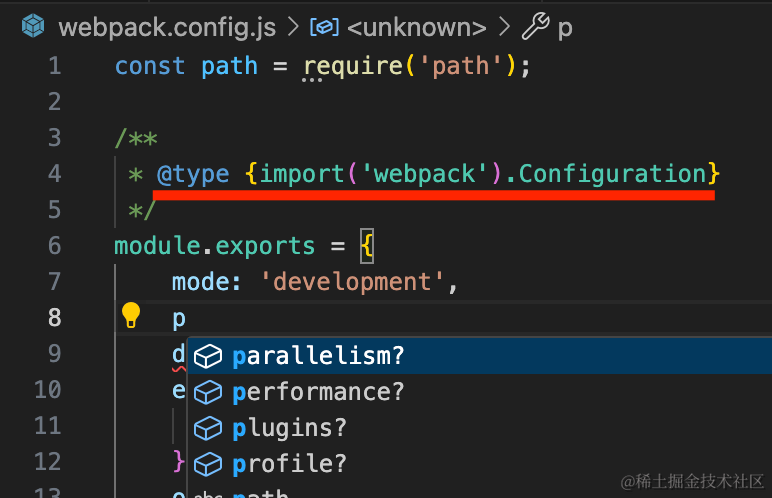 webpack.config.js > <unknown> > p
1 const path = require('path');
2
3 /**
4 * @type {import('webpack').Configuration}
5 */
6 module.exports = {
7 mode: 'development',
8 p
parallelism?
9 d
performance?
10 e
plugins?
11
profile?
12 }
abc path
13
@稀土掘金技术社区